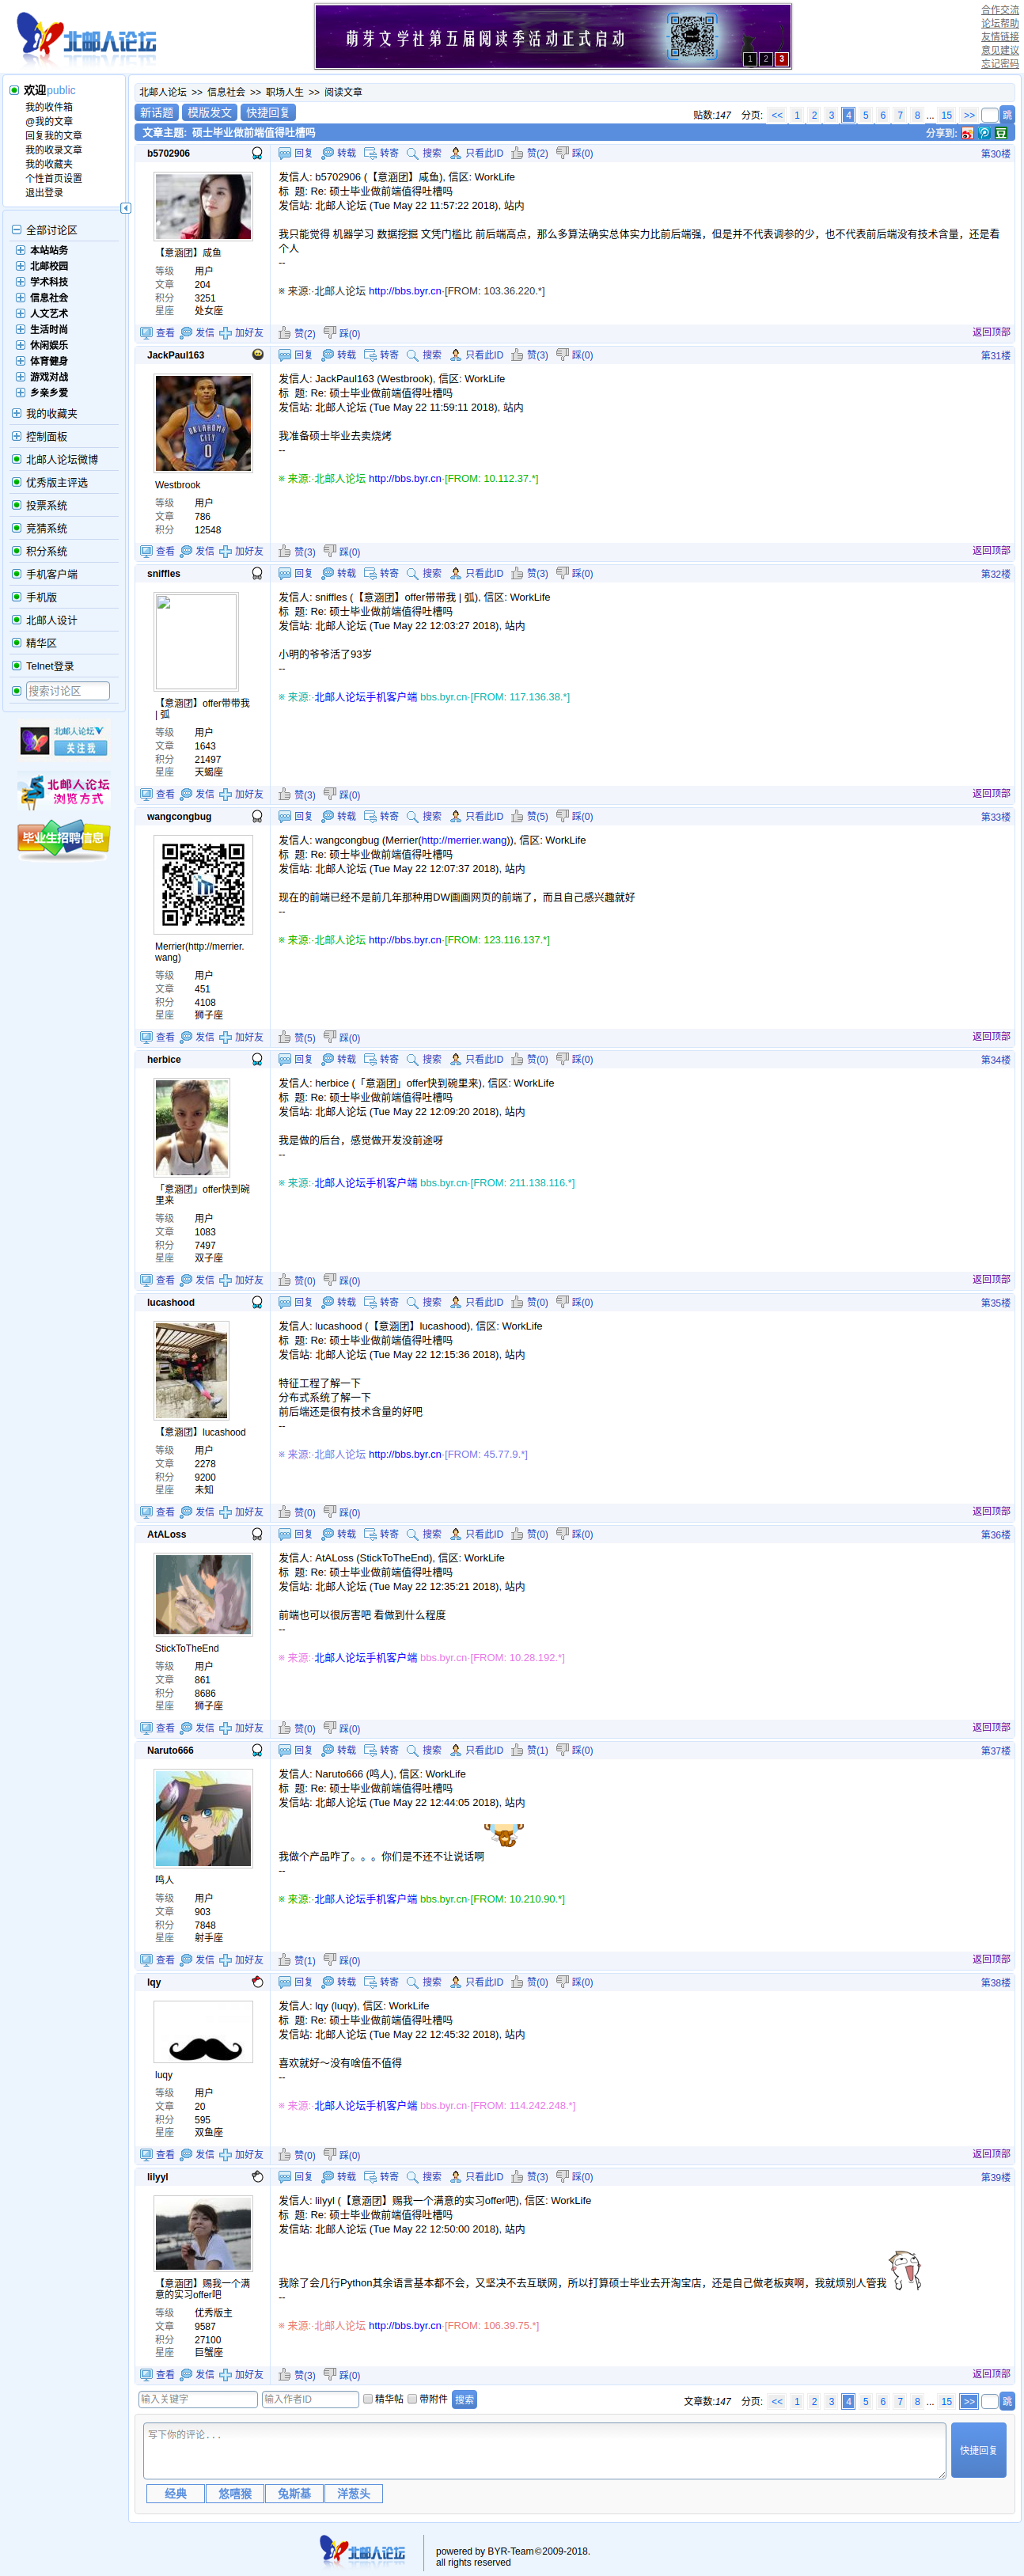 北邮人论坛
萌芽文学社第五届阅读季活动正式启动
1 2 3
合作交流
论坛帮助
友情链接
意见建议
忘记密码
欢迎public
我的收件箱
@我的文章
回复我的文章
我的收录文章
我的收藏夹
个性首页设置
退出登录
全部讨论区
本站站务
北邮校园
学术科技
信息社会
人文艺术
生活时尚
休闲娱乐
体育健身
游戏对战
乡亲乡爱
我的收藏夹
控制面板
北邮人论坛微博
优秀版主评选
投票系统
竞猜系统
积分系统
手机客户端
手机版
北邮人设计
精华区
Telnet登录
搜索讨论区
北邮人论坛
关注我
北邮人论坛
浏览方式
毕业生招聘信息
北邮人论坛 >> 信息社会 >> 职场人生 >> 阅读文章
新话题 模版发文 快捷回复
贴数:147 分页: << 1 2 3 4 5 6 7 8 ... 15 >> 跳
文章主题: 硕士毕业做前端值得吐槽吗
分享到: 豆
b5702906
回复 转载 转寄 搜索 只看此ID 赞(2) 踩(0)
第30楼
【意涵团】咸鱼
等级 用户
文章 204
积分 3251
星座 处女座
发信人: b5702906 (【意涵团】咸鱼), 信区: WorkLife
标 题: Re: 硕士毕业做前端值得吐槽吗
发信站: 北邮人论坛 (Tue May 22 11:57:22 2018), 站内
我只能觉得 机器学习 数据挖掘 文凭门槛比 前后端高点，那么多算法确实总体实力比前后端强，但是并不代表调参的少，也不代表前后端没有技术含量，还是看
个人
--
※ 来源:·北邮人论坛 http://bbs.byr.cn·[FROM: 103.36.220.*]
查看 发信 加好友
赞(2) 踩(0)
返回顶部
JackPaul163
回复 转载 转寄 搜索 只看此ID 赞(3) 踩(0)
第31楼
Westbrook
等级 用户
文章 786
积分 12548
发信人: JackPaul163 (Westbrook), 信区: WorkLife
标 题: Re: 硕士毕业做前端值得吐槽吗
发信站: 北邮人论坛 (Tue May 22 11:59:11 2018), 站内
我准备硕士毕业去卖烧烤
--
※ 来源:·北邮人论坛 http://bbs.byr.cn·[FROM: 10.112.37.*]
查看 发信 加好友
赞(3) 踩(0)
返回顶部
sniffles
回复 转载 转寄 搜索 只看此ID 赞(3) 踩(0)
第32楼
【意涵团】offer带带我
| 弧
等级 用户
文章 1643
积分 21497
星座 天蝎座
发信人: sniffles (【意涵团】offer带带我 | 弧), 信区: WorkLife
标 题: Re: 硕士毕业做前端值得吐槽吗
发信站: 北邮人论坛 (Tue May 22 12:03:27 2018), 站内
小明的爷爷活了93岁
--
※ 来源:·北邮人论坛手机客户端 bbs.byr.cn·[FROM: 117.136.38.*]
查看 发信 加好友
赞(3) 踩(0)
返回顶部
wangcongbug
回复 转载 转寄 搜索 只看此ID 赞(5) 踩(0)
第33楼
Merrier(http://merrier.
wang)
等级 用户
文章 451
积分 4108
星座 狮子座
发信人: wangcongbug (Merrier(http://merrier.wang)), 信区: WorkLife
标 题: Re: 硕士毕业做前端值得吐槽吗
发信站: 北邮人论坛 (Tue May 22 12:07:37 2018), 站内
现在的前端已经不是前几年那种用DW画画网页的前端了，而且自己感兴趣就好
--
※ 来源:·北邮人论坛 http://bbs.byr.cn·[FROM: 123.116.137.*]
查看 发信 加好友
赞(5) 踩(0)
返回顶部
herbice
回复 转载 转寄 搜索 只看此ID 赞(0) 踩(0)
第34楼
「意涵团」offer快到碗
里来
等级 用户
文章 1083
积分 7497
星座 双子座
发信人: herbice (「意涵团」offer快到碗里来), 信区: WorkLife
标 题: Re: 硕士毕业做前端值得吐槽吗
发信站: 北邮人论坛 (Tue May 22 12:09:20 2018), 站内
我是做的后台，感觉做开发没前途呀
--
※ 来源:·北邮人论坛手机客户端 bbs.byr.cn·[FROM: 211.138.116.*]
查看 发信 加好友
赞(0) 踩(0)
返回顶部
lucashood
回复 转载 转寄 搜索 只看此ID 赞(0) 踩(0)
第35楼
【意涵团】lucashood
等级 用户
文章 2278
积分 9200
星座 未知
发信人: lucashood (【意涵团】lucashood), 信区: WorkLife
标 题: Re: 硕士毕业做前端值得吐槽吗
发信站: 北邮人论坛 (Tue May 22 12:15:36 2018), 站内
特征工程了解一下
分布式系统了解一下
前后端还是很有技术含量的好吧
--
※ 来源:·北邮人论坛 http://bbs.byr.cn·[FROM: 45.77.9.*]
查看 发信 加好友
赞(0) 踩(0)
返回顶部
AtALoss
回复 转载 转寄 搜索 只看此ID 赞(0) 踩(0)
第36楼
StickToTheEnd
等级 用户
文章 861
积分 8686
星座 狮子座
发信人: AtALoss (StickToTheEnd), 信区: WorkLife
标 题: Re: 硕士毕业做前端值得吐槽吗
发信站: 北邮人论坛 (Tue May 22 12:35:21 2018), 站内
前端也可以很厉害吧 看做到什么程度
--
※ 来源:·北邮人论坛手机客户端 bbs.byr.cn·[FROM: 10.28.192.*]
查看 发信 加好友
赞(0) 踩(0)
返回顶部
Naruto666
回复 转载 转寄 搜索 只看此ID 赞(1) 踩(0)
第37楼
鸣人
等级 用户
文章 903
积分 7848
星座 射手座
发信人: Naruto666 (鸣人), 信区: WorkLife
标 题: Re: 硕士毕业做前端值得吐槽吗
发信站: 北邮人论坛 (Tue May 22 12:44:05 2018), 站内
我做个产品咋了。。。你们是不还不让说话啊
--
※ 来源:·北邮人论坛手机客户端 bbs.byr.cn·[FROM: 10.210.90.*]
查看 发信 加好友
赞(1) 踩(0)
返回顶部
lqy
回复 转载 转寄 搜索 只看此ID 赞(0) 踩(0)
第38楼
luqy
等级 用户
文章 20
积分 595
星座 双鱼座
发信人: lqy (luqy), 信区: WorkLife
标 题: Re: 硕士毕业做前端值得吐槽吗
发信站: 北邮人论坛 (Tue May 22 12:45:32 2018), 站内
喜欢就好～没有啥值不值得
--
※ 来源:·北邮人论坛手机客户端 bbs.byr.cn·[FROM: 114.242.248.*]
查看 发信 加好友
赞(0) 踩(0)
返回顶部
lilyyl
回复 转载 转寄 搜索 只看此ID 赞(3) 踩(0)
第39楼
【意涵团】赐我一个满
意的实习offer吧
等级 优秀版主
文章 9587
积分 27100
星座 巨蟹座
发信人: lilyyl (【意涵团】赐我一个满意的实习offer吧), 信区: WorkLife
标 题: Re: 硕士毕业做前端值得吐槽吗
发信站: 北邮人论坛 (Tue May 22 12:50:00 2018), 站内
我除了会几行Python其余语言基本都不会，又坚决不去互联网，所以打算硕士毕业去开淘宝店，还是自己做老板爽啊，我就烦别人管我
--
※ 来源:·北邮人论坛 http://bbs.byr.cn·[FROM: 106.39.75.*]
查看 发信 加好友
赞(3) 踩(0)
返回顶部
输入关键字 输入作者ID 精华帖 带附件 搜索
文章数:147 分页: << 1 2 3 4 5 6 7 8 ... 15 >> 跳
写下你的评论...
快捷回复
经典 悠嘻猴 兔斯基 洋葱头
北邮人论坛
powered by BYR-Team©2009-2018.
all rights reserved